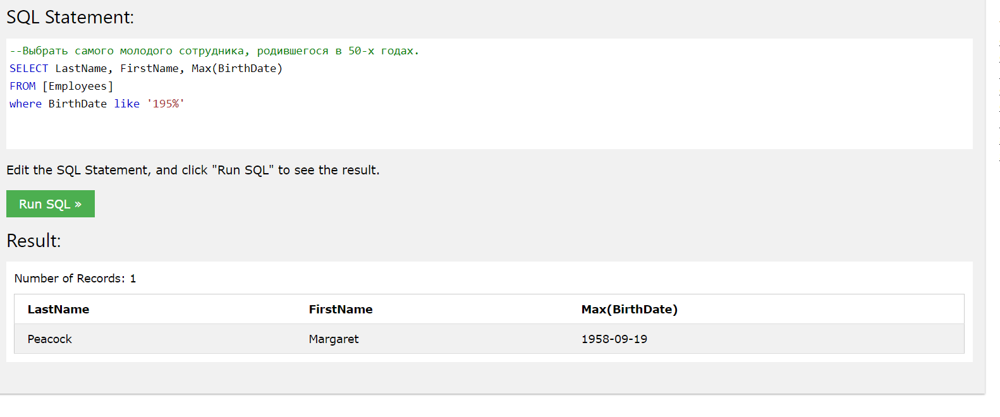 SQL Statement:
--Выбрать самого молодого сотрудника, родившегося в 50-х годах.
SELECT LastName, FirstName, Max(BirthDate)
FROM [Employees]
where BirthDate like '195%'
Edit the SQL Statement, and click "Run SQL" to see the result.
Run SQL »
Result:
Number of Records: 1
LastName FirstName Max(BirthDate)
Peacock Margaret 1958-09-19